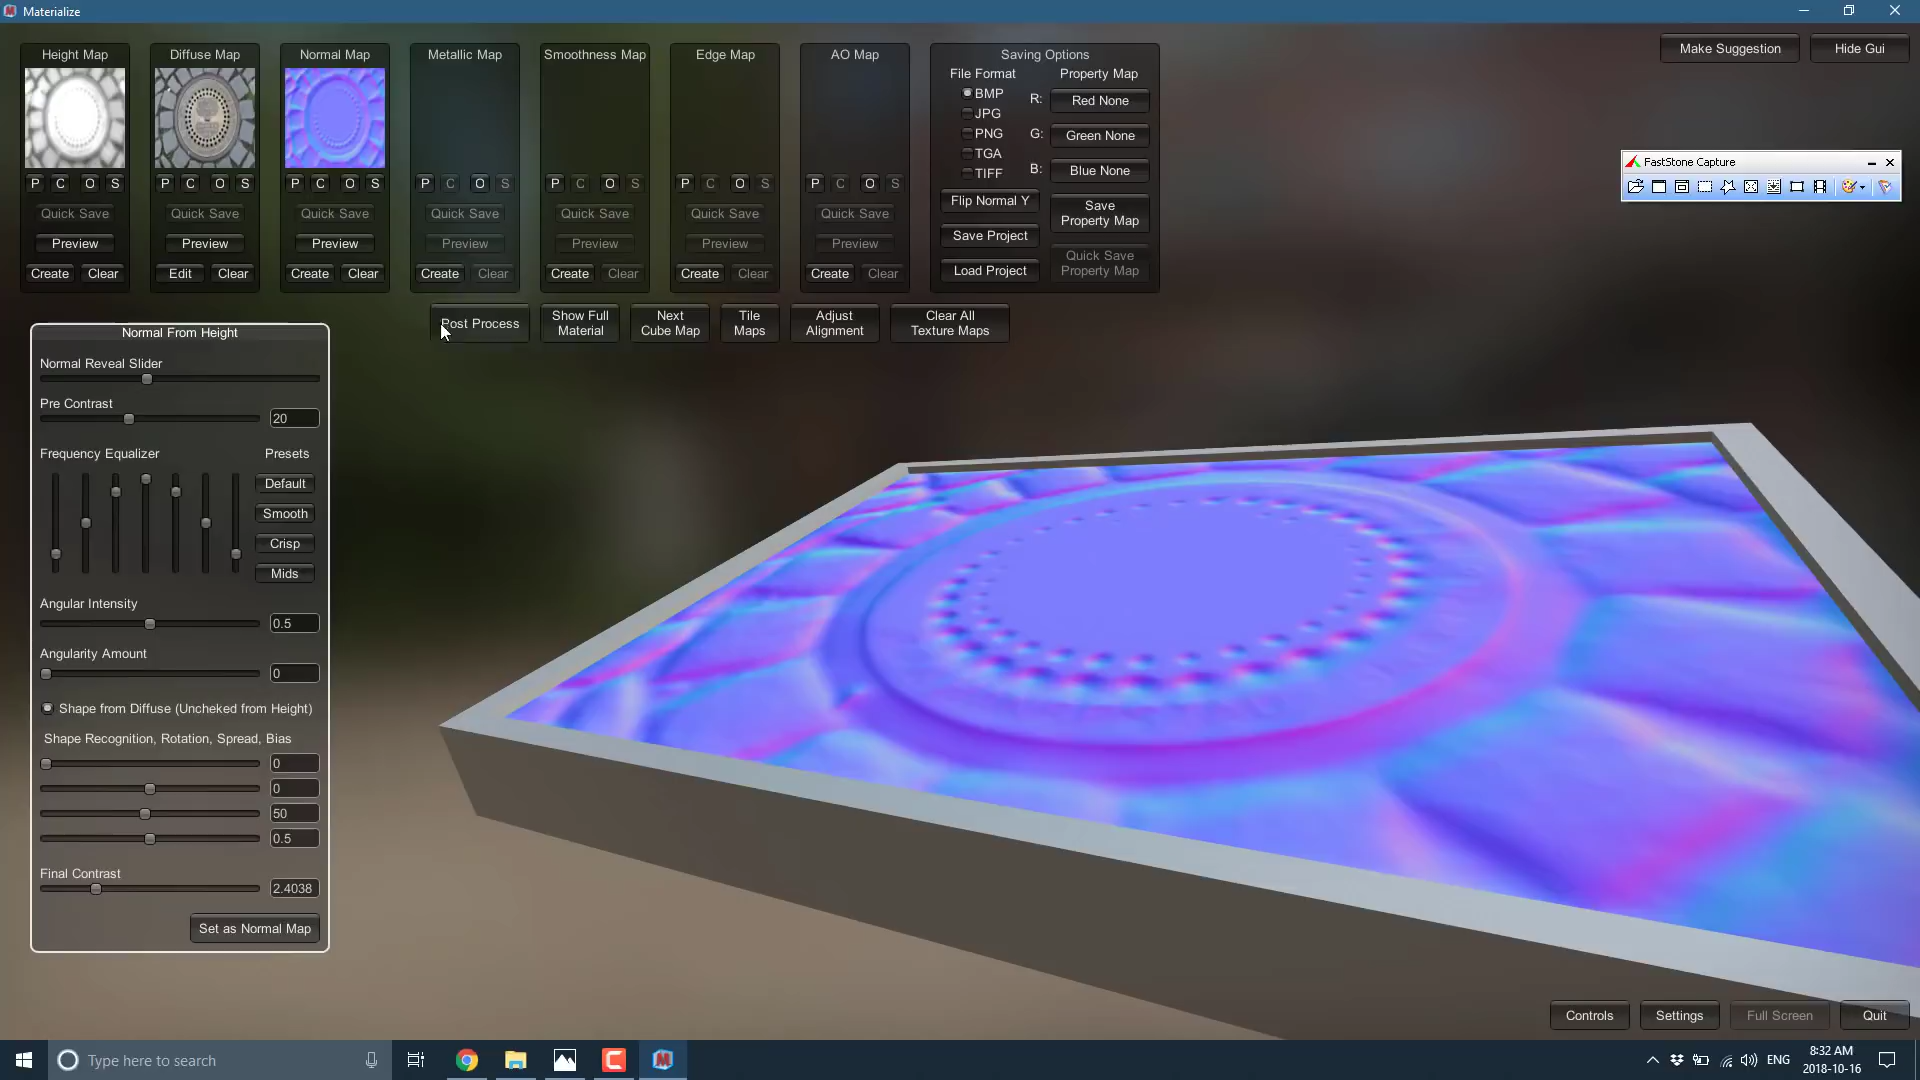 Materialize
Height Map
Diffuse Map
Normal Map
Metallic Map
Smoothness Map
Edge Map
AO Map
P C O S
P C O S
P C O S
P C O S
P C O S
P C O S
P C O S
Quick Save
Quick Save
Quick Save
Quick Save
Quick Save
Quick Save
Quick Save
Preview
Preview
Preview
Preview
Preview
Preview
Preview
Create Clear
Edit Clear
Create Clear
Create Clear
Create Clear
Create Clear
Create Clear
Saving Options
File Format
Property Map
BMP
JPG
PNG
TGA
TIFF
R: Red None
G: Green None
B: Blue None
Flip Normal Y
Save Project
Load Project
Save
Property Map
Quick Save
Property Map
Make Suggestion
Hide Gui
FastStone Capture
Post Process
Show Full
Material
Next
Cube Map
Tile
Maps
Adjust
Alignment
Clear All
Texture Maps
Normal From Height
Normal Reveal Slider
Pre Contrast
20
Frequency Equalizer
Presets
Default
Smooth
Crisp
Mids
Angular Intensity
0.5
Angularity Amount
0
Shape from Diffuse (Uncheked from Height)
Shape Recognition, Rotation, Spread, Bias
0
0
50
0.5
Final Contrast
2.4038
Set as Normal Map
Controls
Settings
Full Screen
Quit
Type here to search
ENG
8:32 AM
2018-10-16